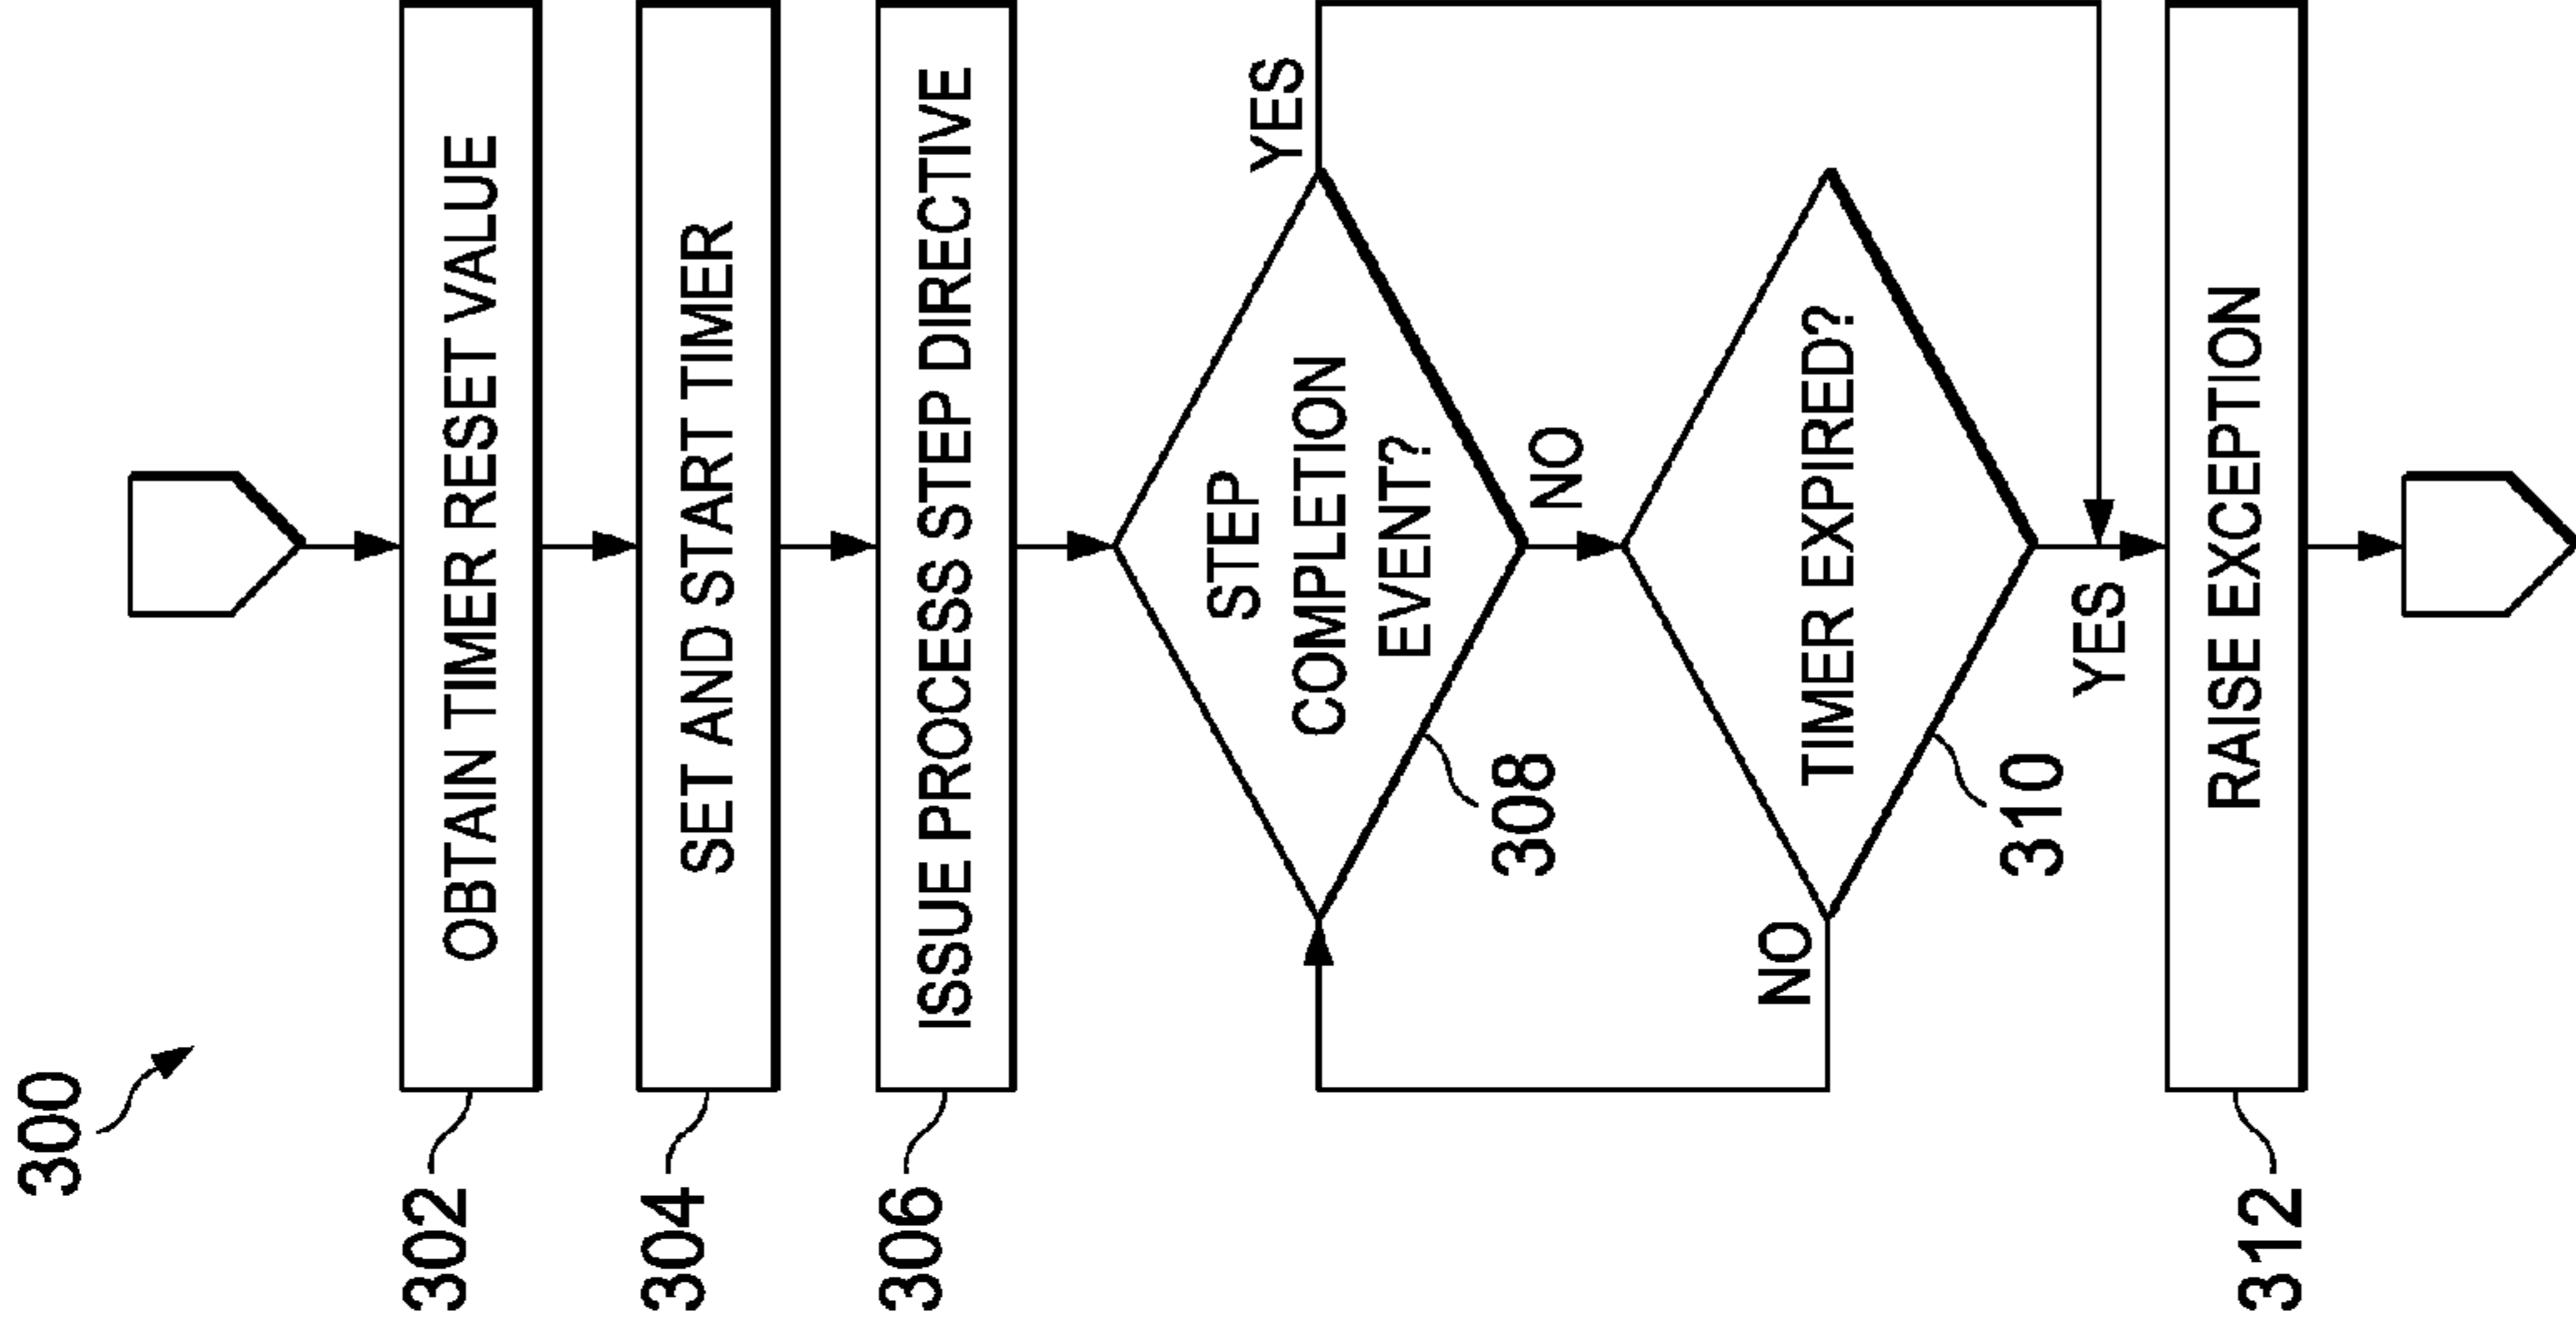 300
302
OBTAIN TIMER RESET VALUE
304
SET AND START TIMER
306
ISSUE PROCESS STEP DIRECTIVE
STEP
COMPLETION
EVENT?
YES
308
NO
TIMER EXPIRED?
NO
310
YES
312
RAISE EXCEPTION